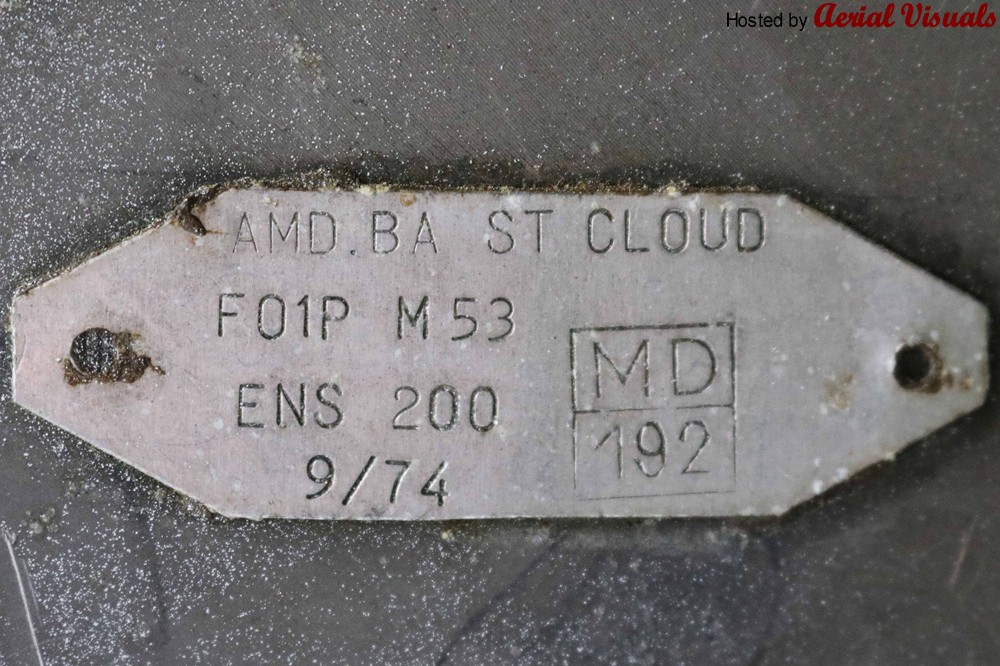 Hosted by Aerial Visuals
AMD.BA ST CLOUD
F01P M53
ENS 200
9/74
MD
192